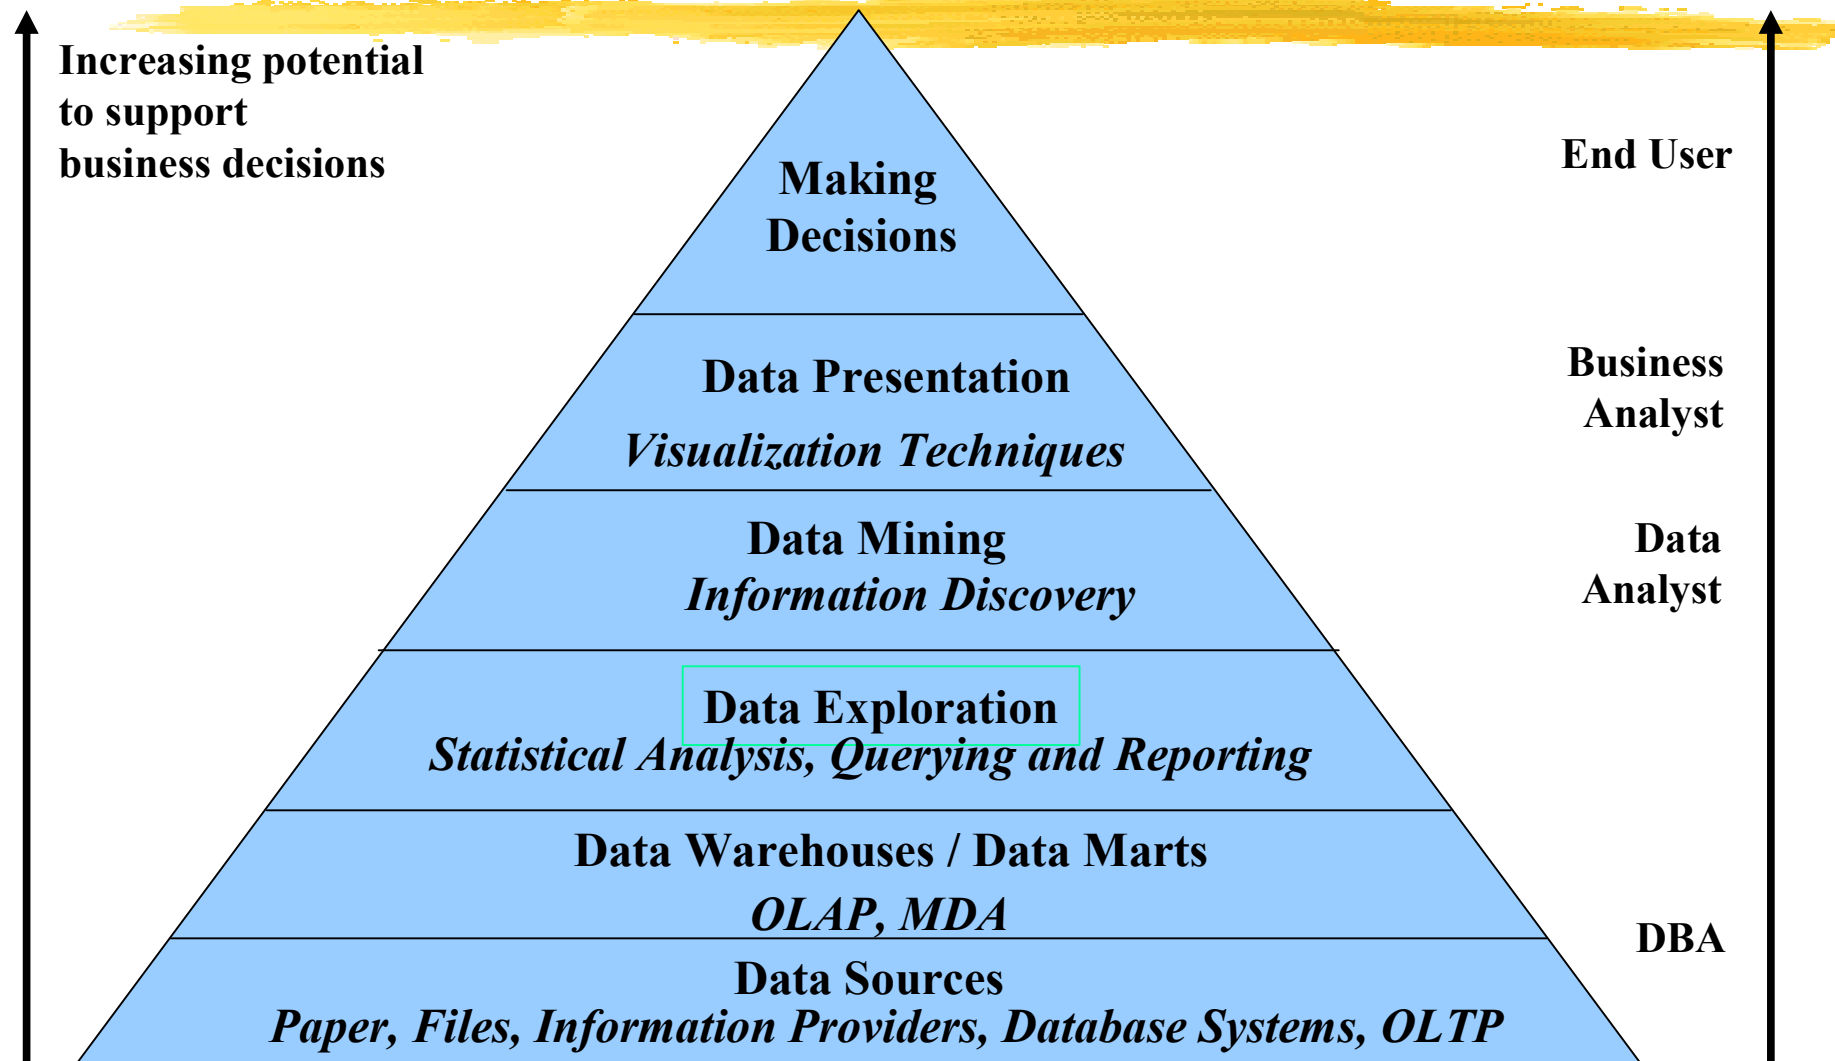 Increasing potential
to support
business decisions
End User
Making
Decisions
Business
Analyst
Data Presentation
Visualization Techniques
Data
Analyst
Data Mining
Information Discovery
Data Exploration
Statistical Analysis, Querying and Reporting
Data Warehouses / Data Marts
OLAP, MDA
DBA
Data Sources
Paper, Files, Information Providers, Database Systems, OLTP